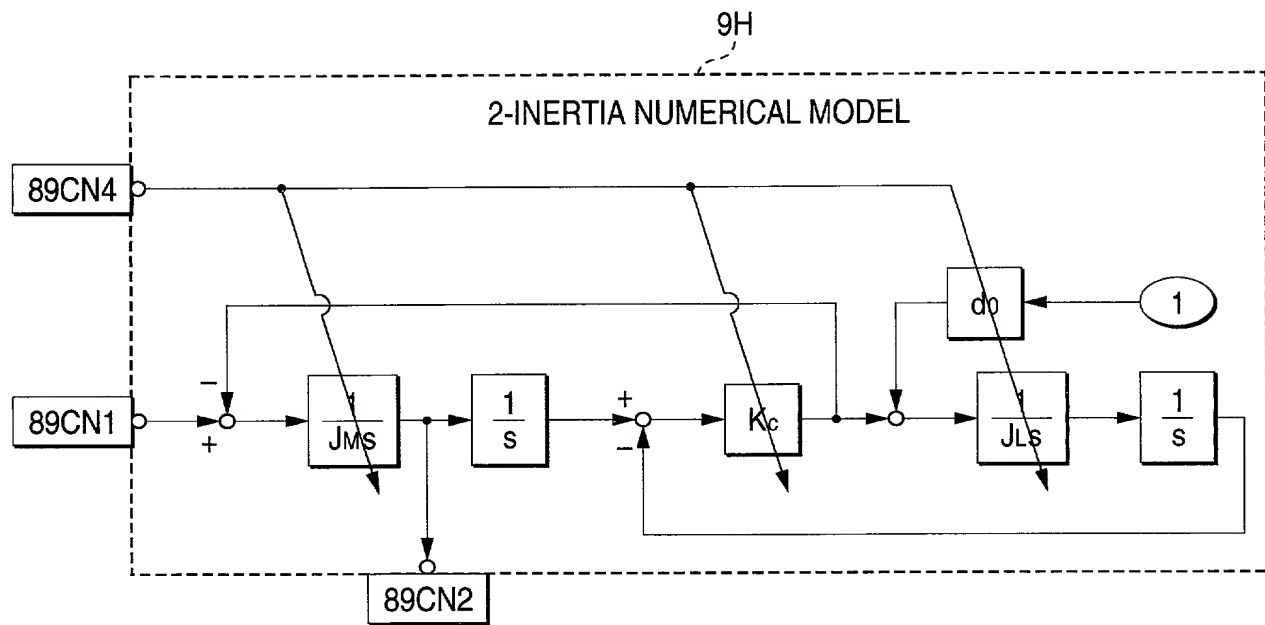 9H
2-INERTIA NUMERICAL MODEL
89CN4
d0
1
89CN1
−
+
1
JMs
1
s
+
−
Kc
1
JLs
1
s
89CN2